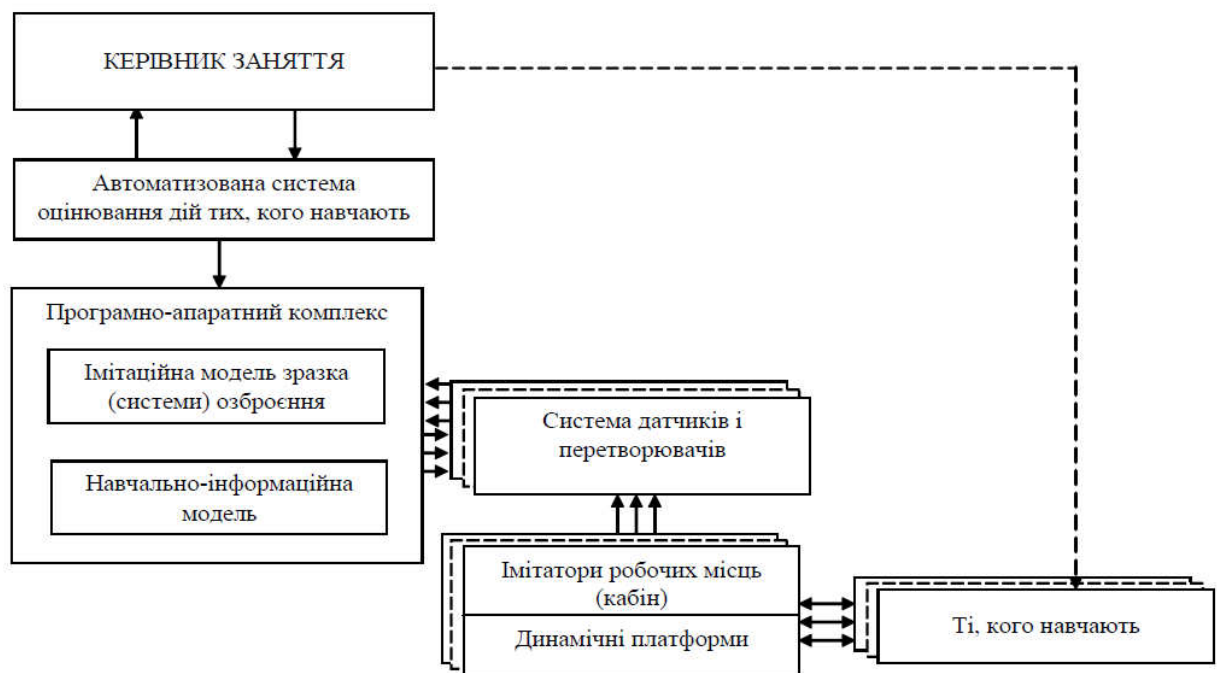 КЕРІВНИК ЗАНЯТТЯ
Автоматизована система
оцінювання дій тих, кого навчають
Програмно-апаратний комплекс
Імітаційна модель зразка
(системи) озброєння
Навчально-інформаційна
модель
Система датчиків і
перетворювачів
Імітатори робочих місць
(кабін)
Динамічні платформи
Ті, кого навчають